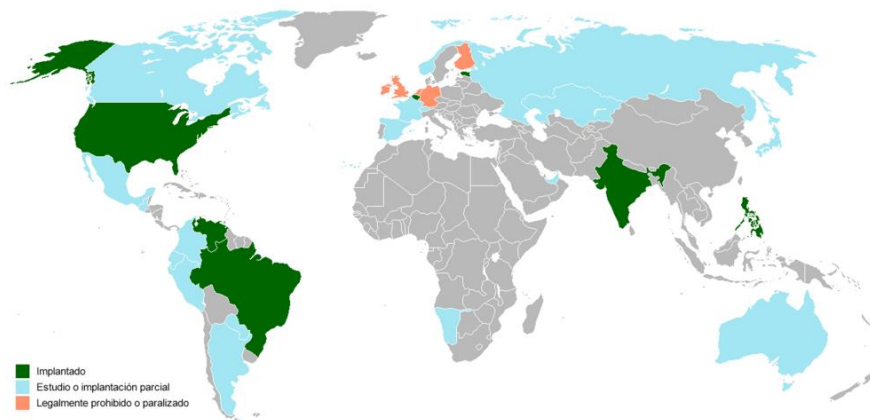 Implantado
Estudio o implantación parcial
Legalmente prohibido o paralizado